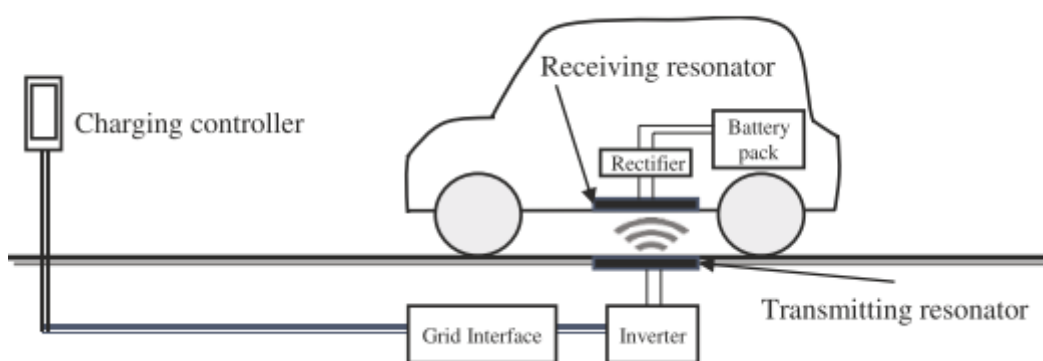 Receiving resonator
Charging controller
Battery
pack
Rectifier
Transmitting resonator
Grid Interface
Inverter